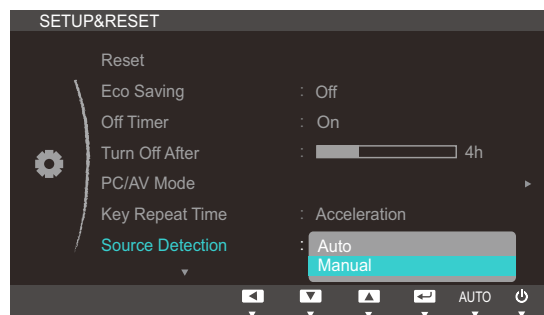 SETUP&RESET
Reset
Eco Saving : Off
Off Timer : On
Turn Off After : 4h
PC/AV Mode
Key Repeat Time : Acceleration
Source Detection : Auto
Manual
AUTO